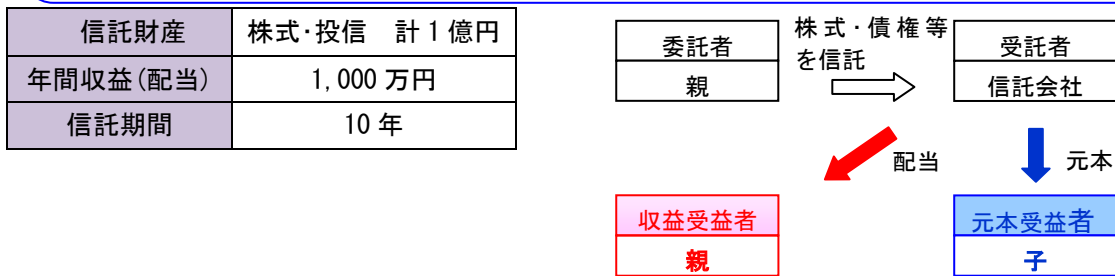 信託財産 株式･投信 計1億円
年間収益(配当) 1,000万円
信託期間 10年
委託者
親
株式･債権等
を信託
受託者
信託会社
配当
元本
収益受益者
親
元本受益者
子